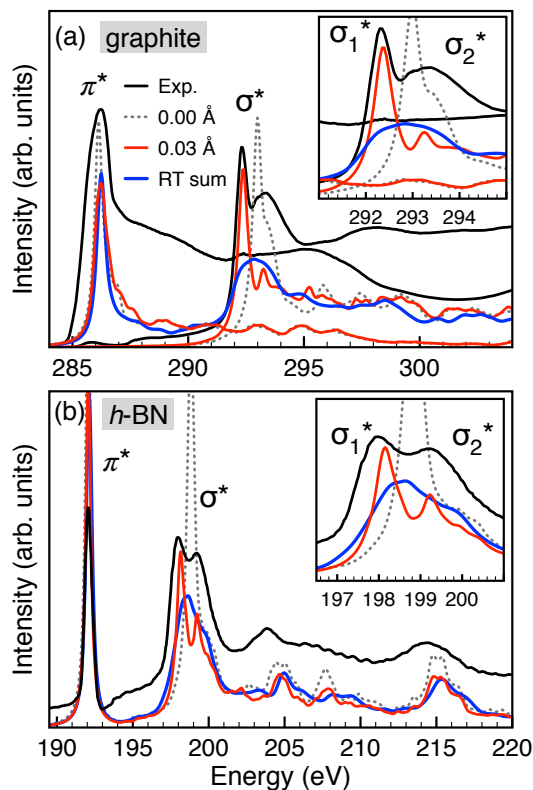 (a) graphite
π*
σ*
Exp.
0.00 Å
0.03 Å
RT sum
σ1* σ2*
292 293 294
Intensity (arb. units)
285 290 295 300
(b) h-BN
π*
σ*
σ1* σ2*
197 198 199 200
Intensity (arb. units)
190 195 200 205 210 215 220
Energy (eV)